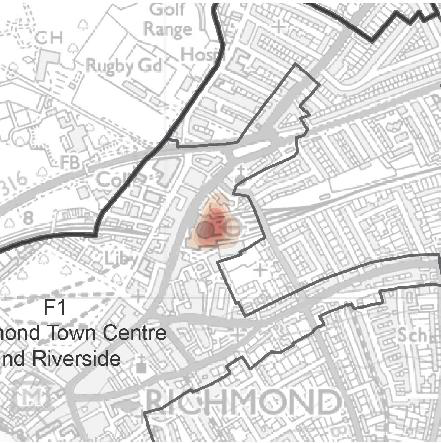 Golf
Range
CH
Rugby Gd
Hosp
FB
Coll
316
8
Liby
F1
mond Town Centre
nd Riverside
Sch
M
RICHMOND